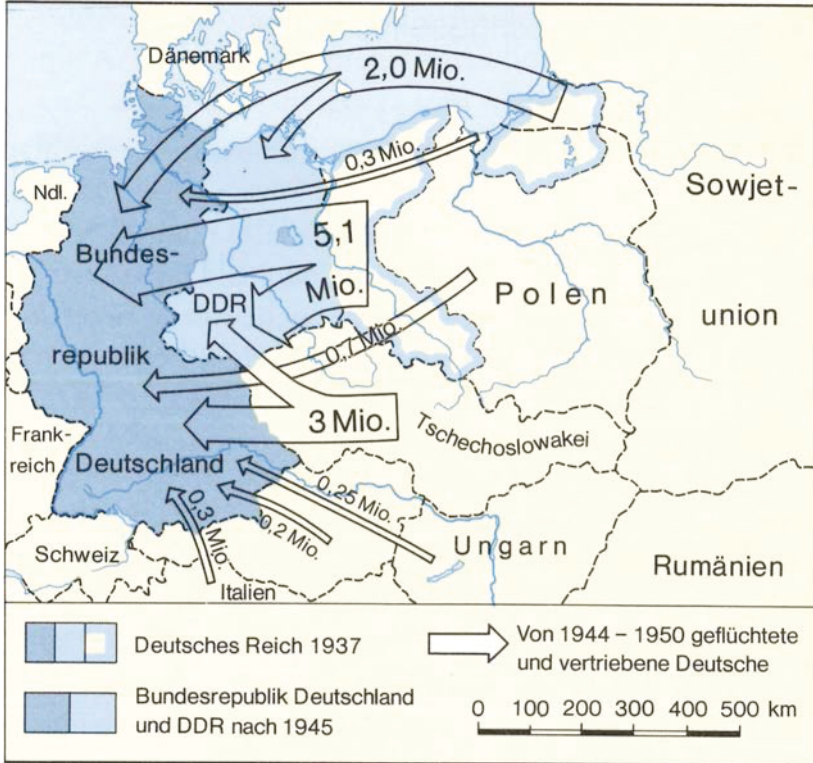 Dänemark
2,0 Mio.
0,3 Mio.
Ndl.
Sowjet-
union
Bundes-
republik
Deutschland
5,1
Mio.
DDR
Polen
0,7 Mio.
3 Mio.
Frank-
reich
Tschechoslowakei
0,25 Mio.
0,2 Mio.
0,3 Mio.
Schweiz
Italien
Ungarn
Rumänien
Deutsches Reich 1937
Von 1944 – 1950 geflüchtete
und vertriebene Deutsche
Bundesrepublik Deutschland
und DDR nach 1945
0 100 200 300 400 500 km